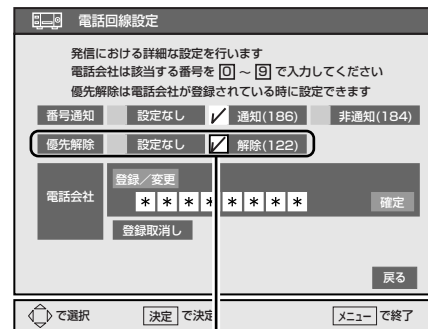 電話回線設定
発信における詳細な設定を行います
電話会社は該当する番号を 0 ～ 9 で入力してください
優先解除は電話会社が登録されている時に設定できます
番号通知 設定なし 通知(186) 非通知(184)
優先解除 設定なし 解除(122)
登録／変更
電話会社 ＊ ＊ ＊ ＊ ＊ ＊ ＊ ＊ 確定
登録取消し
戻る
で選択 決定 で決定 メニュー で終了